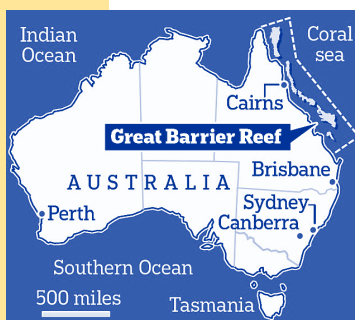 Indian
Ocean
Coral
sea
Cairns
Great Barrier Reef
Brisbane
AUSTRALIA
Sydney
Perth
Canberra
Southern Ocean
500 miles
Tasmania